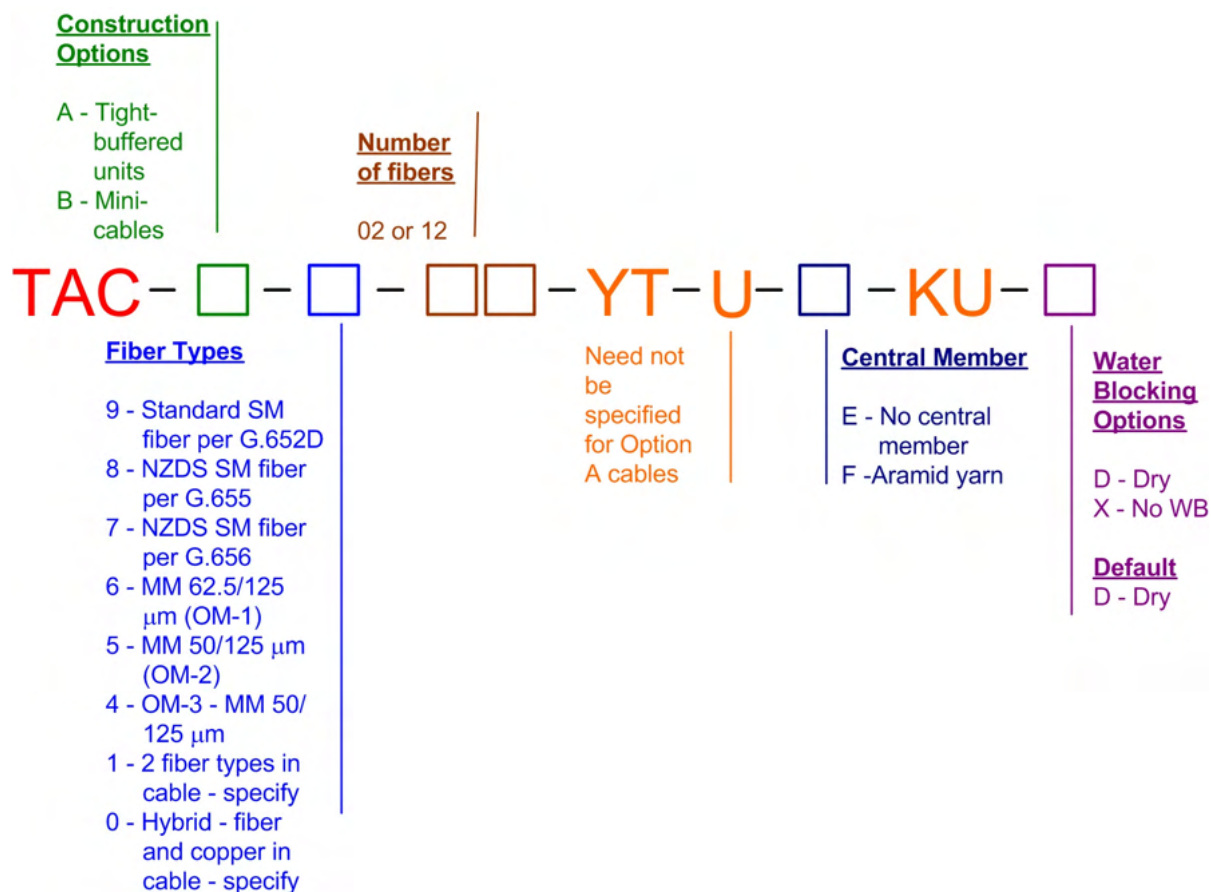 Construction
Options
A - Tight-
buffered
units
B - Mini-
cables
Number
of fibers
02 or 12
TAC – □ – □ – □□ – YT – U – □ – KU – □
Fiber Types
9 - Standard SM
fiber per G.652D
8 - NZDS SM fiber
per G.655
7 - NZDS SM fiber
per G.656
6 - MM 62.5/125
μm (OM-1)
5 - MM 50/125 μm
(OM-2)
4 - OM-3 - MM 50/
125 μm
1 - 2 fiber types in
cable - specify
0 - Hybrid - fiber
and copper in
cable - specify
Need not
be
specified
for Option
A cables
Central Member
E - No central
member
F -Aramid yarn
Water
Blocking
Options
D - Dry
X - No WB
Default
D - Dry